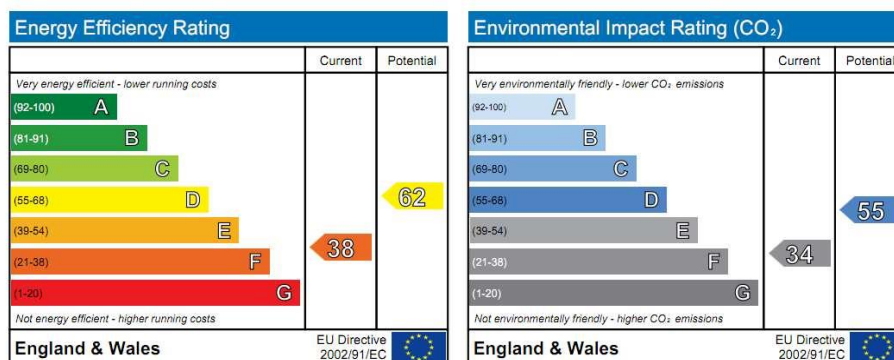 Energy Efficiency Rating
Current Potential
Very energy efficient - lower running costs
(92-100) A
(81-91) B
(69-80) C
(55-68) D
62
(39-54) E
38
(21-38) F
(1-20) G
Not energy efficient - higher running costs
England & Wales
EU Directive
2002/91/EC
Environmental Impact Rating (CO₂)
Current Potential
Very environmentally friendly - lower CO₂ emissions
(92-100) A
(81-91) B
(69-80) C
(55-68) D
55
(39-54) E
34
(21-38) F
(1-20) G
Not environmentally friendly - higher CO₂ emissions
England & Wales
EU Directive
2002/91/EC